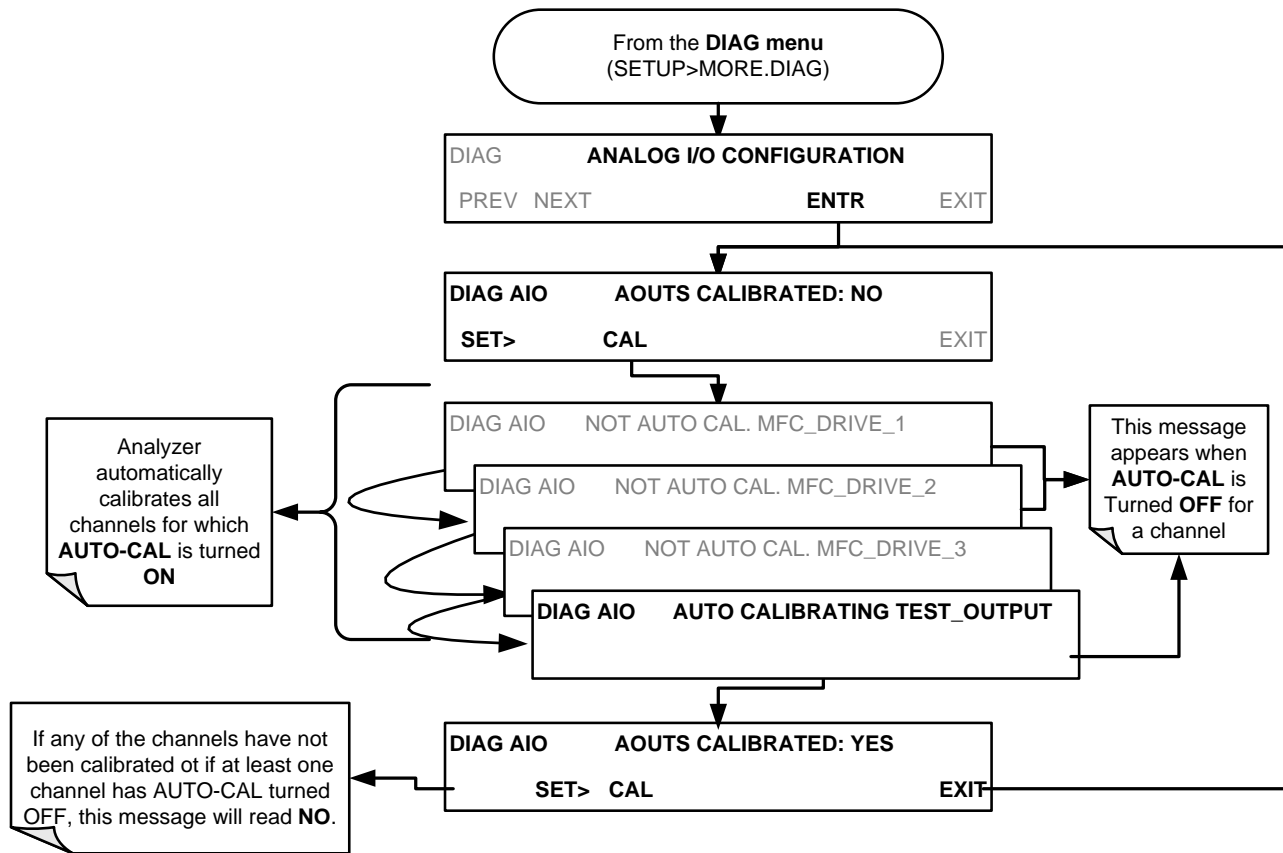 From the DIAG menu
(SETUP>MORE.DIAG)
DIAG ANALOG I/O CONFIGURATION
PREV NEXT ENTR EXIT
DIAG AIO AOUTS CALIBRATED: NO
SET> CAL EXIT
Analyzer
automatically
calibrates all
channels for which
AUTO-CAL is turned
ON
DIAG AIO NOT AUTO CAL. MFC_DRIVE_1
DIAG AIO NOT AUTO CAL. MFC_DRIVE_2
DIAG AIO NOT AUTO CAL. MFC_DRIVE_3
DIAG AIO AUTO CALIBRATING TEST_OUTPUT
This message
appears when
AUTO-CAL is
Turned OFF for
a channel
If any of the channels have not
been calibrated ot if at least one
channel has AUTO-CAL turned
OFF, this message will read NO.
DIAG AIO AOUTS CALIBRATED: YES
SET> CAL EXIT